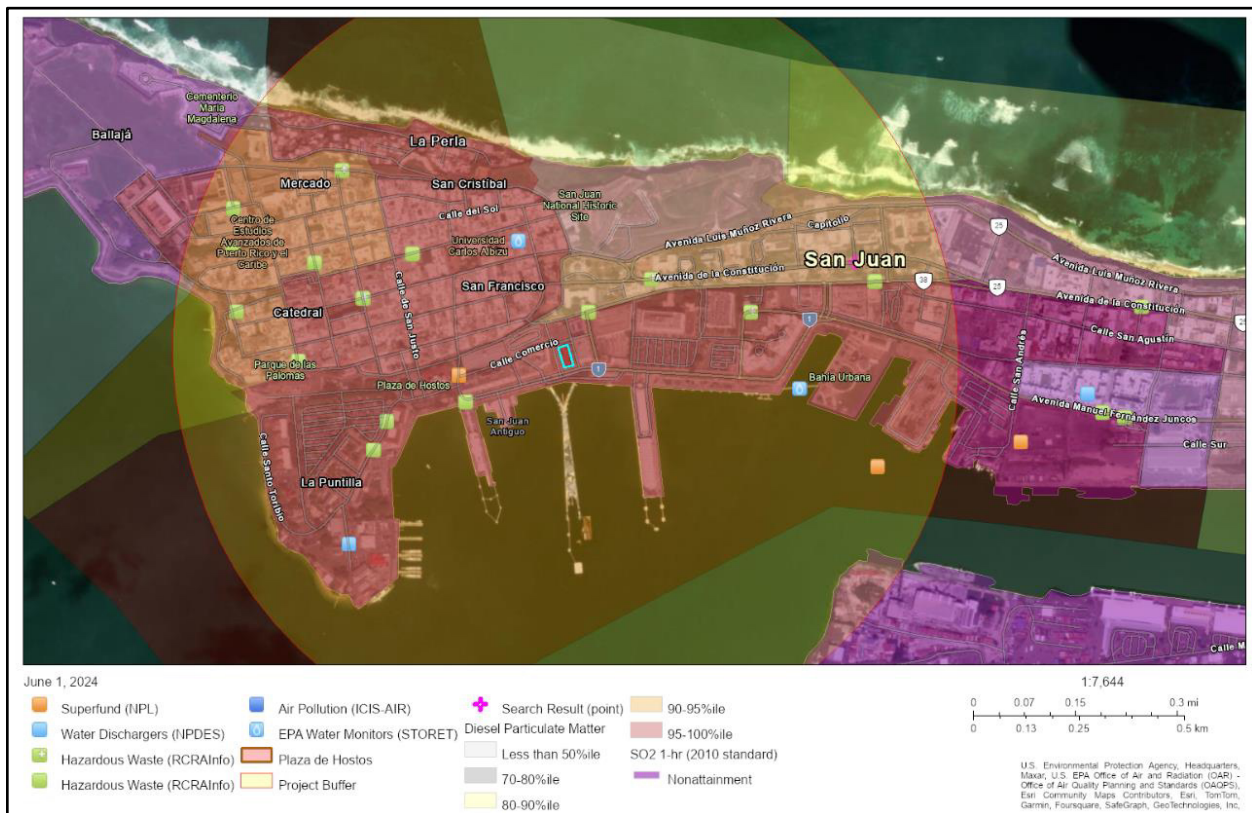 Cementerio
Maria
Magdalena
Ballajá
La Perla
Mercado
San Cristíbal
Calle del Sol
San Juan
National Historic
Site
Centro de
Estudios
Avanzados de
Puerto Rico y el
Caribe
Universidad
Carlos Albizu
Avenida Luis Muñoz Rivera
Capitolio
25
San Juan
Avenida de la Constitución
38
25
Avenida Luis Muñoz Rivera
Avenida de la Constitución
San Francisco
Calle de San Justo
Catedral
1
Calle San Agustín
Calle Comercio
Parque de las
Palomas
Plaza de Hostos
1
Bahía Urbana
Calle San Andrés
Avenida Manuel Fernández Juncos
San Juan
Antiguo
Calle Sur
Calle Santo Toribio
La Puntilla
June 1, 2024
Superfund (NPL)
Water Dischargers (NPDES)
Hazardous Waste (RCRAInfo)
Hazardous Waste (RCRAInfo)
Air Pollution (ICIS-AIR)
EPA Water Monitors (STORET)
Plaza de Hostos
Project Buffer
Search Result (point)
Diesel Particulate Matter
Less than 50%ile
70-80%ile
80-90%ile
90-95%ile
95-100%ile
SO2 1-hr (2010 standard)
Nonattainment
1:7,644
0 0.07 0.15 0.3 mi
0 0.13 0.25 0.5 km
U.S. Environmental Protection Agency, Headquarters,
Maxar, U.S. EPA Office of Air and Radiation (OAR) -
Office of Air Quality Planning and Standards (OAQPS),
Esri Community Maps Contributors, Esri, TomTom,
Garmin, Foursquare, SafeGraph, GeoTechnologies, Inc,